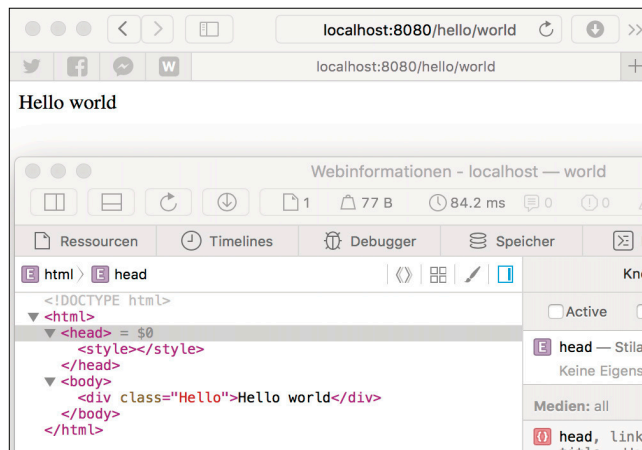 localhost:8080/hello/world
W
localhost:8080/hello/world
Hello world
Webinformationen - localhost — world
1 77 B 84.2 ms 0 0
Ressourcen Timelines Debugger Speicher
E html E head
Kno
<!DOCTYPE html>
<html>
Active
<head> = $0
<style></style>
E head — Stila
</head>
Keine Eigens
<body>
<div class="Hello">Hello world</div>
</body>
Medien: all
</html>
head, link